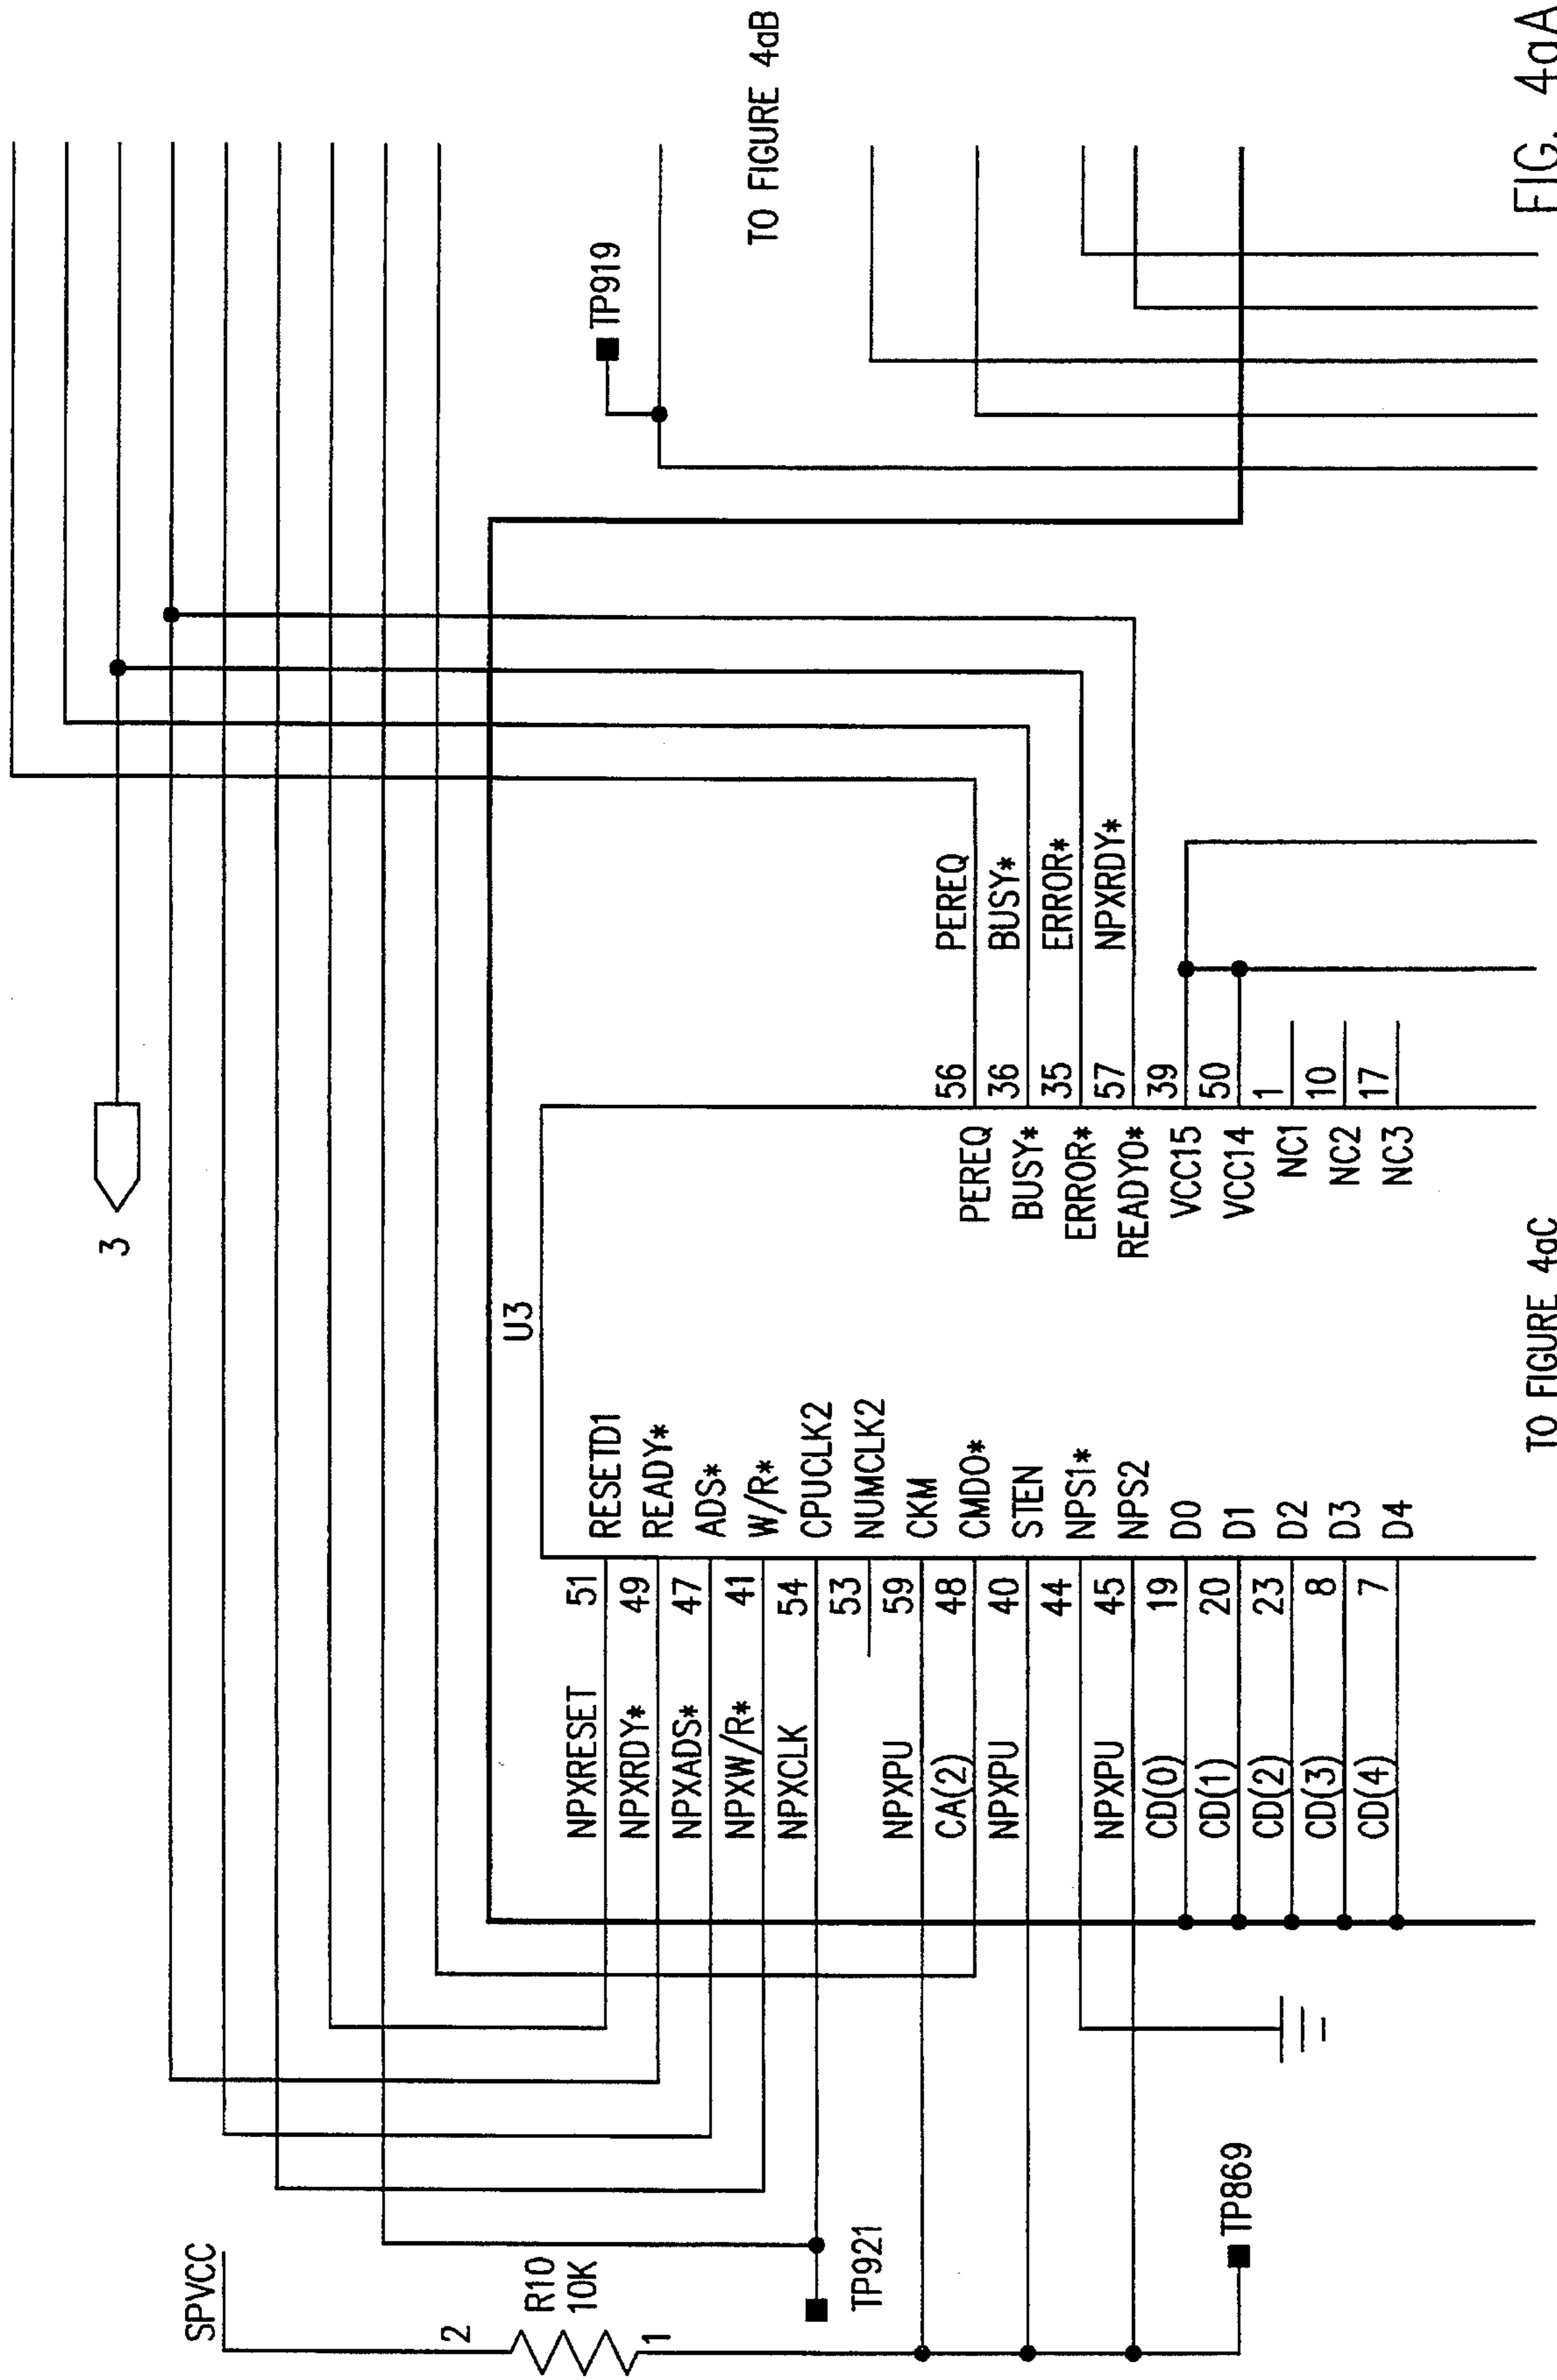 3
SPVCC
2
R10
10K
1
TP921
TP869
U3
NPXRESET 51 RESETD1
NPXRDY* 49 READY*
NPXADS* 47 ADS*
NPXW/R* 41 W/R*
NPXCLK 54 CPUCLK2
53 NUMCLK2
NPXPU 59 CKM
CA(2) 48 CMD0*
NPXPU 40 STEN
44 NPS1*
NPXPU 45 NPS2
CD(0) 19 D0
CD(1) 20 D1
CD(2) 23 D2
CD(3) 8 D3
CD(4) 7 D4
PEREQ 56 PEREQ
BUSY* 36 BUSY*
ERROR* 35 ERROR*
READYO* 57 NPXRDY*
VCC15 39
VCC14 50
NC1 1
NC2 10
NC3 17
TP919
TO FIGURE 4aB
TO FIGURE 4aC
FIG. 4aA